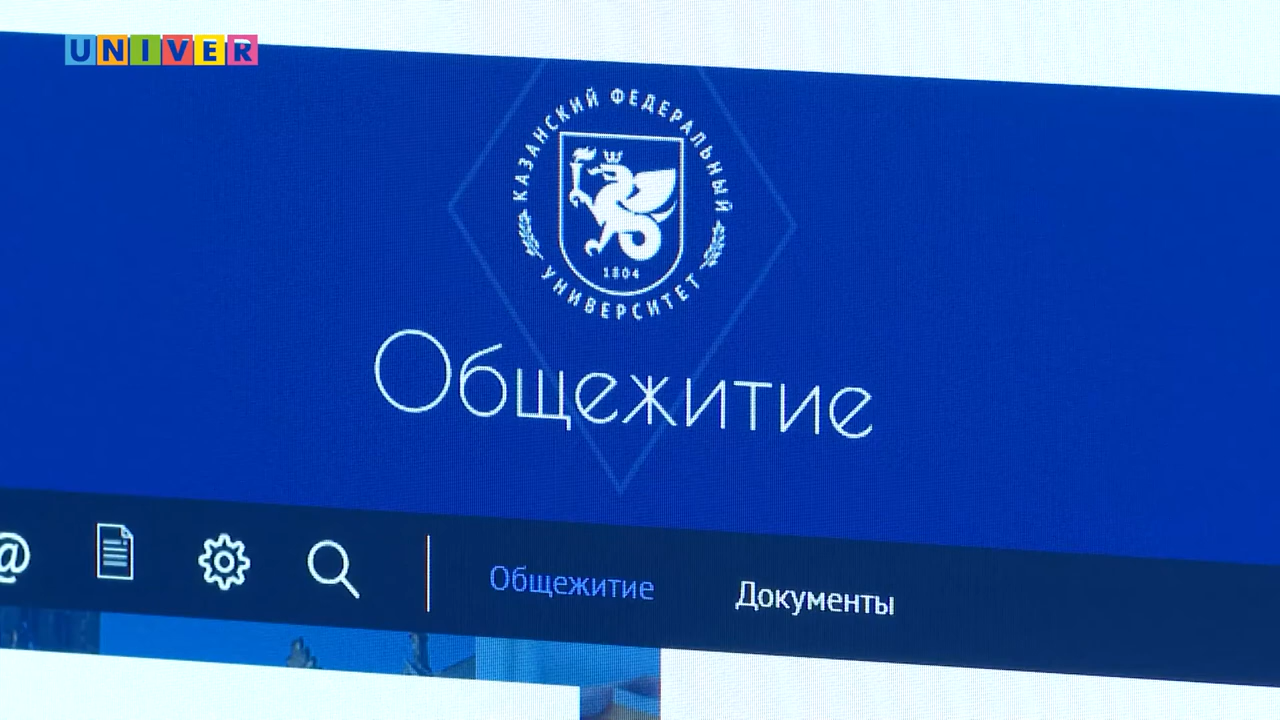 UNIVER
КАЗАНСКИЙ ФЕДЕРАЛЬНЫЙ
1804
УНИВЕРСИТЕТ
Общежитие
@
Общежитие
Документы